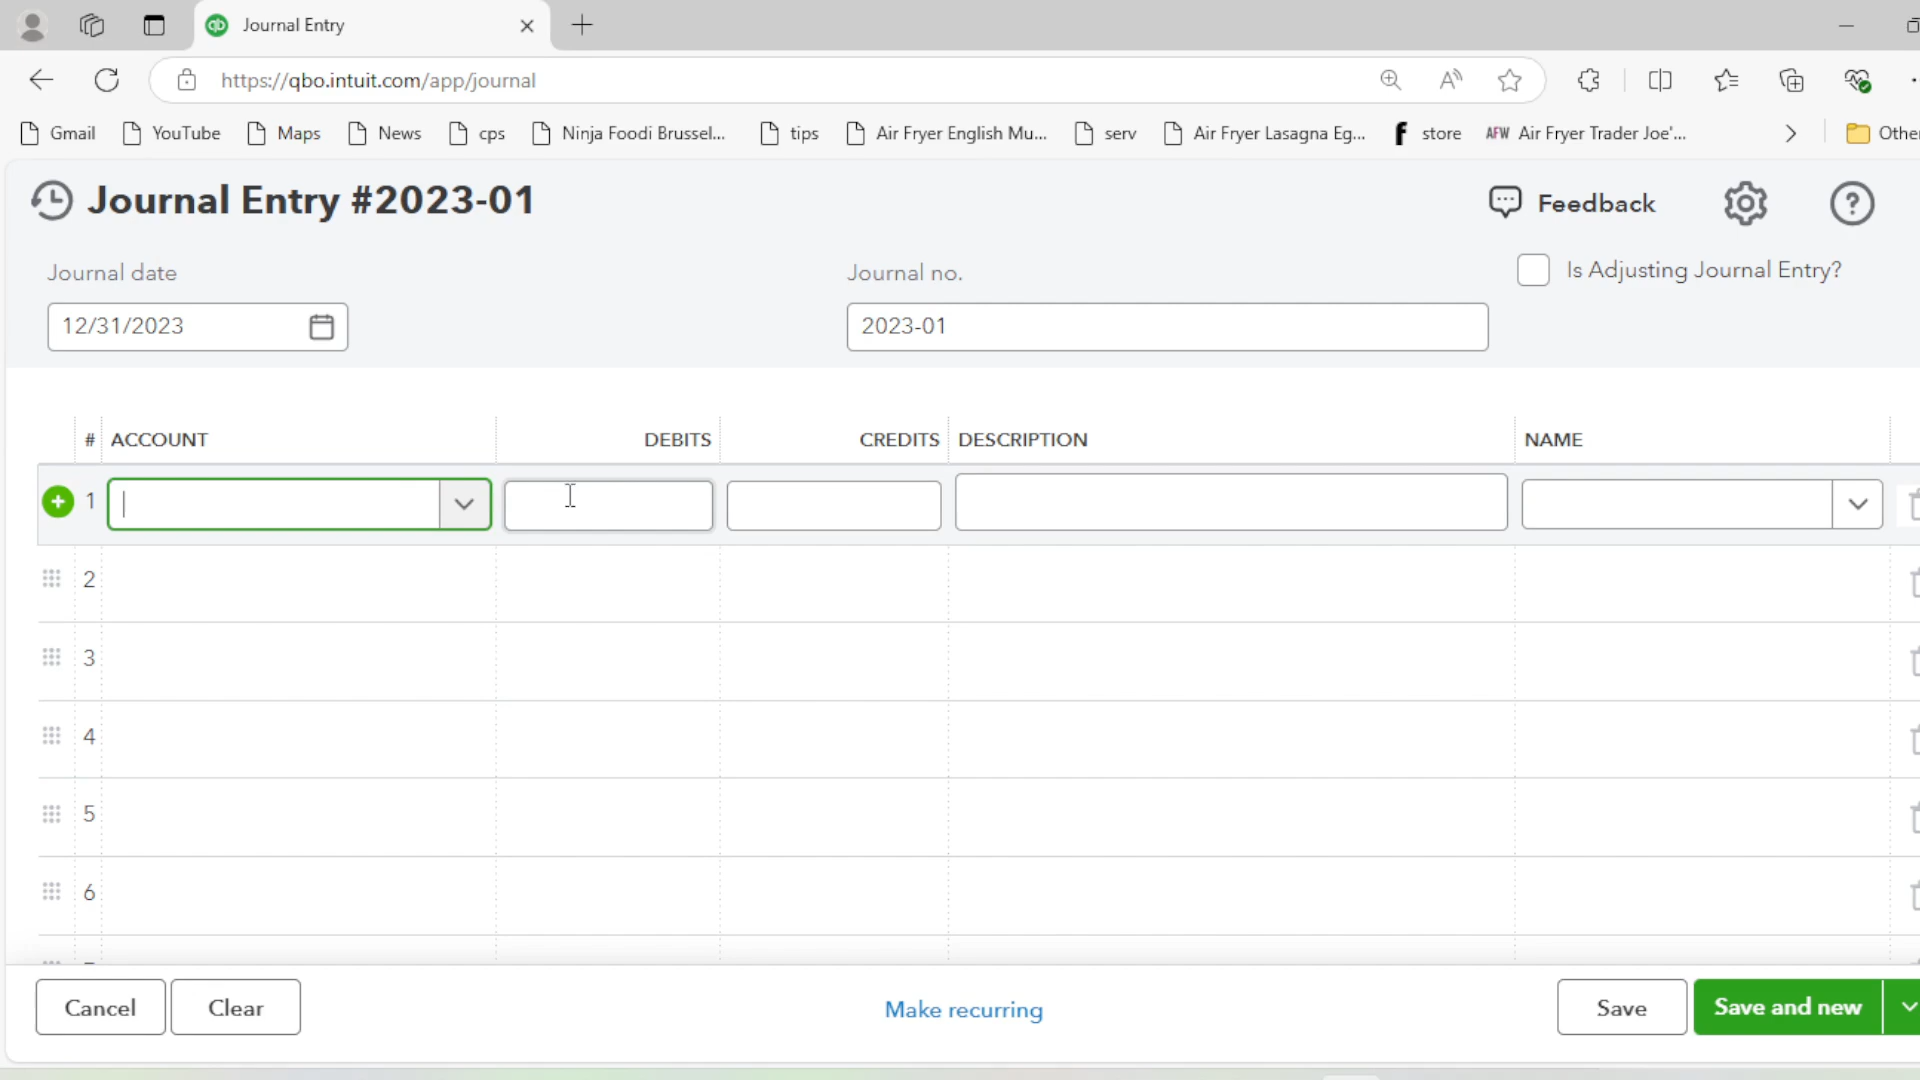 Journal Entry
https://qbo.intuit.com/app/journal
Gmail YouTube Maps News cps Ninja Foodi Brussel... tips Air Fryer English Mu... serv Air Fryer Lasagna Eg... store AFW Air Fryer Trader Joe'... Other
Journal Entry #2023-01 Feedback
Journal date Journal no. Is Adjusting Journal Entry?
12/31/2023 2023-01
# ACCOUNT DEBITS CREDITS DESCRIPTION NAME
1
2
3
4
5
6
Cancel Clear Make recurring Save Save and new